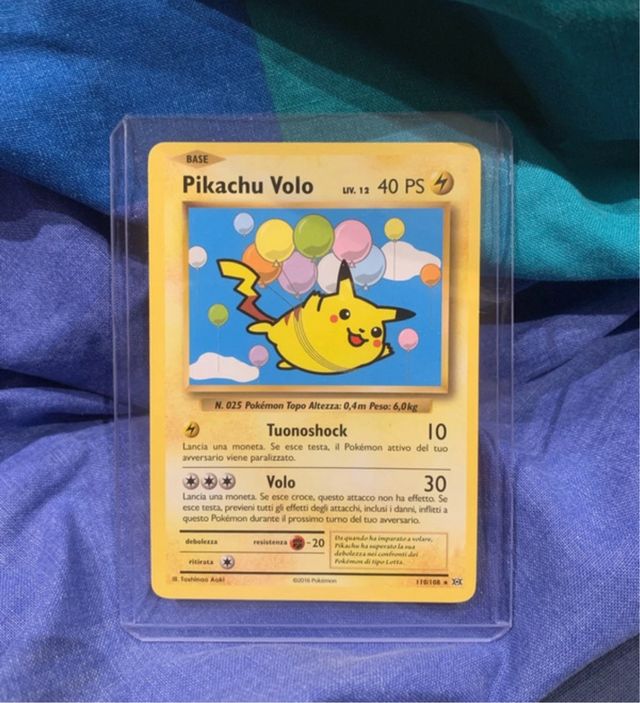 BASE
Pikachu Volo LIV. 12 40 PS
N. 025 Pokémon Topo Altezza: 0,4m Peso: 6,0kg
Tuonoshock 10
Lancia una moneta. Se esce testa, il Pokémon attivo del tuo
avversario viene paralizzato.
Volo 30
Lancia una moneta. Se esce croce, questo attacco non ha effetto. Se
esce testa, previeni tutti gli effetti degli attacchi, inclusi i danni, inflitti a
questo Pokémon durante il prossimo turno del tuo avversario.
debolezza resistenza -20
ritirata
Da quando ha imparato a volare,
Pikachu ha superato la sua
debolezza nei confronti dei
Pokémon di tipo Lotta.
Ill. Toshinao Aoki ©2016 Pokémon 110/108